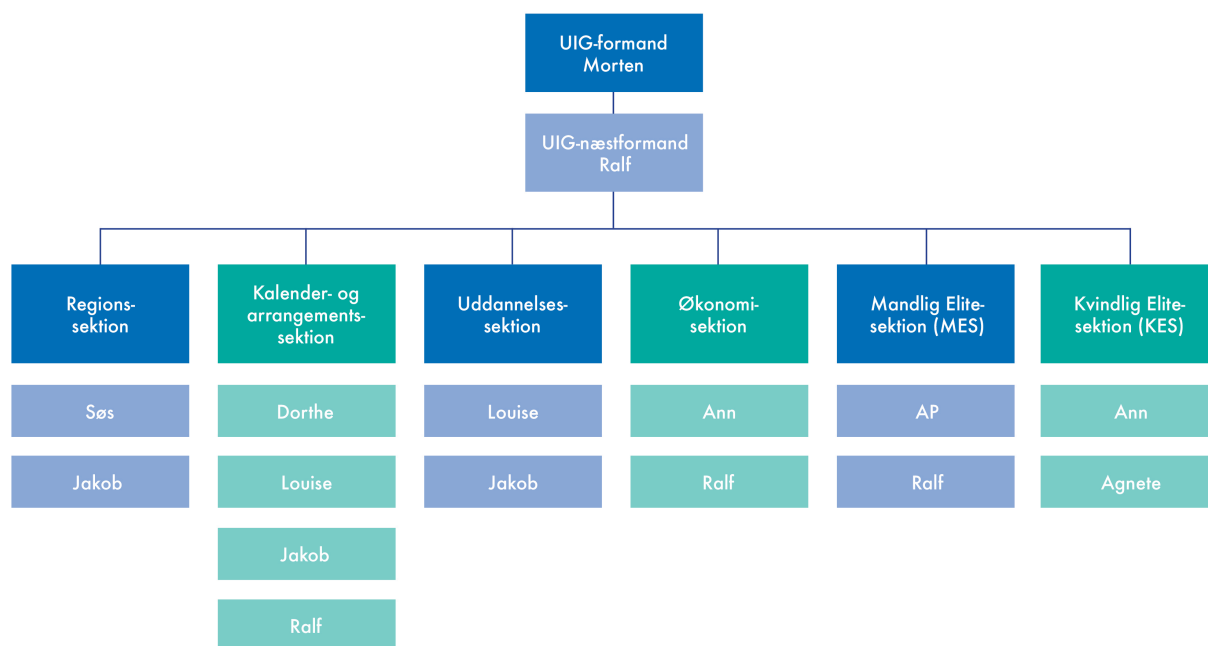 UIG-formand
Morten
UIG-næstformand
Ralf
Regions-
sektion
Kalender- og
arrangements-
sektion
Uddannelses-
sektion
Økonomi-
sektion
Mandlig Elite-
sektion (MES)
Kvindlig Elite-
sektion (KES)
Søs
Dorthe
Louise
Ann
AP
Ann
Jakob
Louise
Jakob
Ralf
Ralf
Agnete
Jakob
Ralf